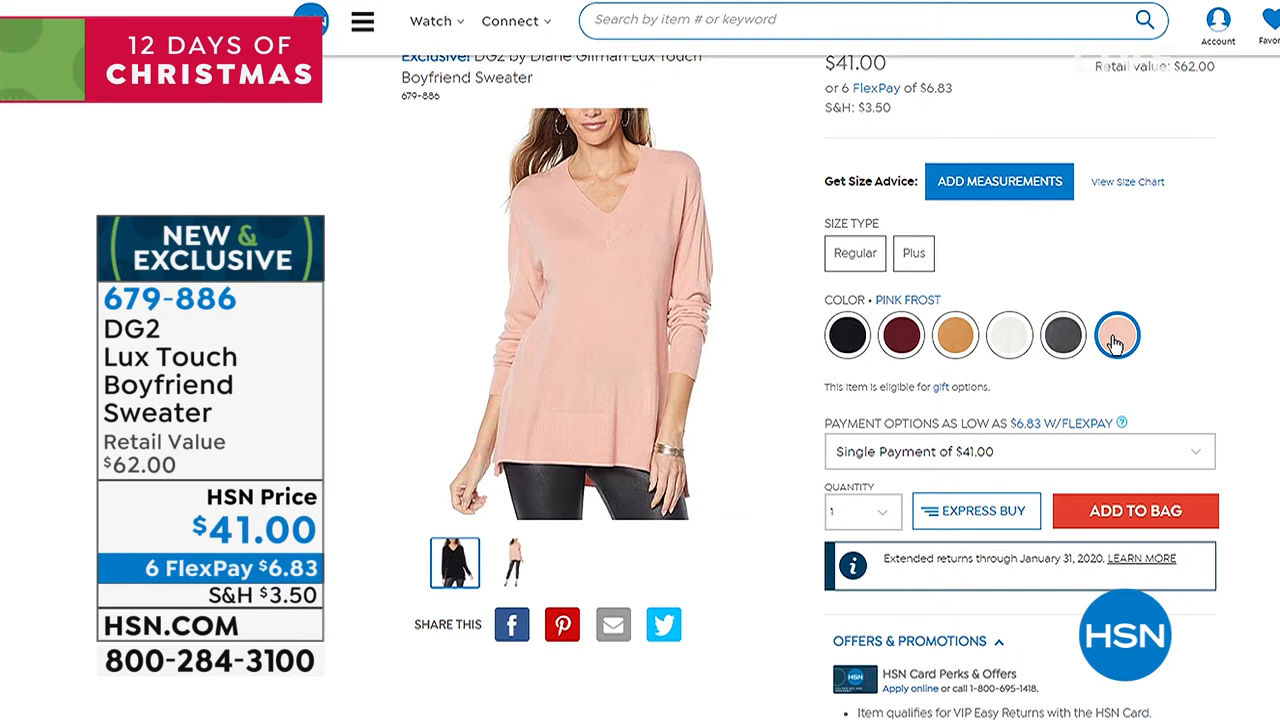 12 DAYS OF
CHRISTMAS
Watch
Connect
Search by item # or keyword
Account
Exclusive! DG2 by Diane Gilman Lux Touch
Boyfriend Sweater
679-886
$41.00
Retail Value: $62.00
or 6 FlexPay of $6.83
S&H: $3.50
Get Size Advice:
ADD MEASUREMENTS
View Size Chart
SIZE TYPE
Regular
Plus
COLOR • PINK FROST
This item is eligible for gift options.
PAYMENT OPTIONS AS LOW AS $6.83 W/FLEXPAY ?
Single Payment of $41.00
QUANTITY
1
EXPRESS BUY
ADD TO BAG
i
Extended returns through January 31, 2020. LEARN MORE
OFFERS & PROMOTIONS
HSN
HSN
HSN Card Perks & Offers
Apply online or call 1-800-695-1418.
• Item qualifies for VIP Easy Returns with the HSN Card.
SHARE THIS
NEW &
EXCLUSIVE
679-886
DG2
Lux Touch
Boyfriend
Sweater
Retail Value
$62.00
HSN Price
$41.00
6 FlexPay $6.83
S&H $3.50
HSN.COM
800-284-3100